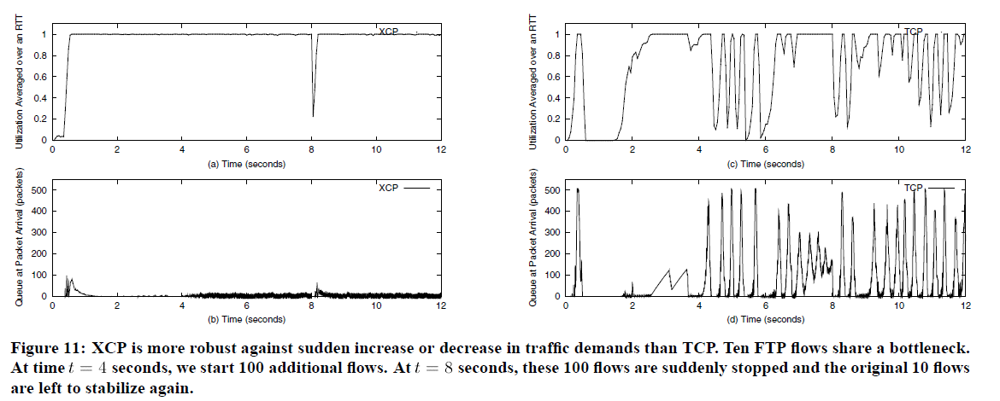 Utilization Averaged over an RTT
1
0.8
0.6
0.4
0.2
0
XCP
0 2 4 6 8 10 12
(a) Time (seconds)
Queue at Packet Arrival (packets)
500
400
300
200
100
0
XCP
0 2 4 6 8 10 12
(b) Time (seconds)
Utilization Averaged over an RTT
1
0.8
0.6
0.4
0.2
0
TCP
0 2 4 6 8 10 12
(c) Time (seconds)
Queue at Packet Arrival (packets)
500
400
300
200
100
0
TCP
0 2 4 6 8 10 12
(d) Time (seconds)
Figure 11: XCP is more robust against sudden increase or decrease in traffic demands than TCP. Ten FTP flows share a bottleneck.
At time t = 4 seconds, we start 100 additional flows. At t = 8 seconds, these 100 flows are suddenly stopped and the original 10 flows
are left to stabilize again.